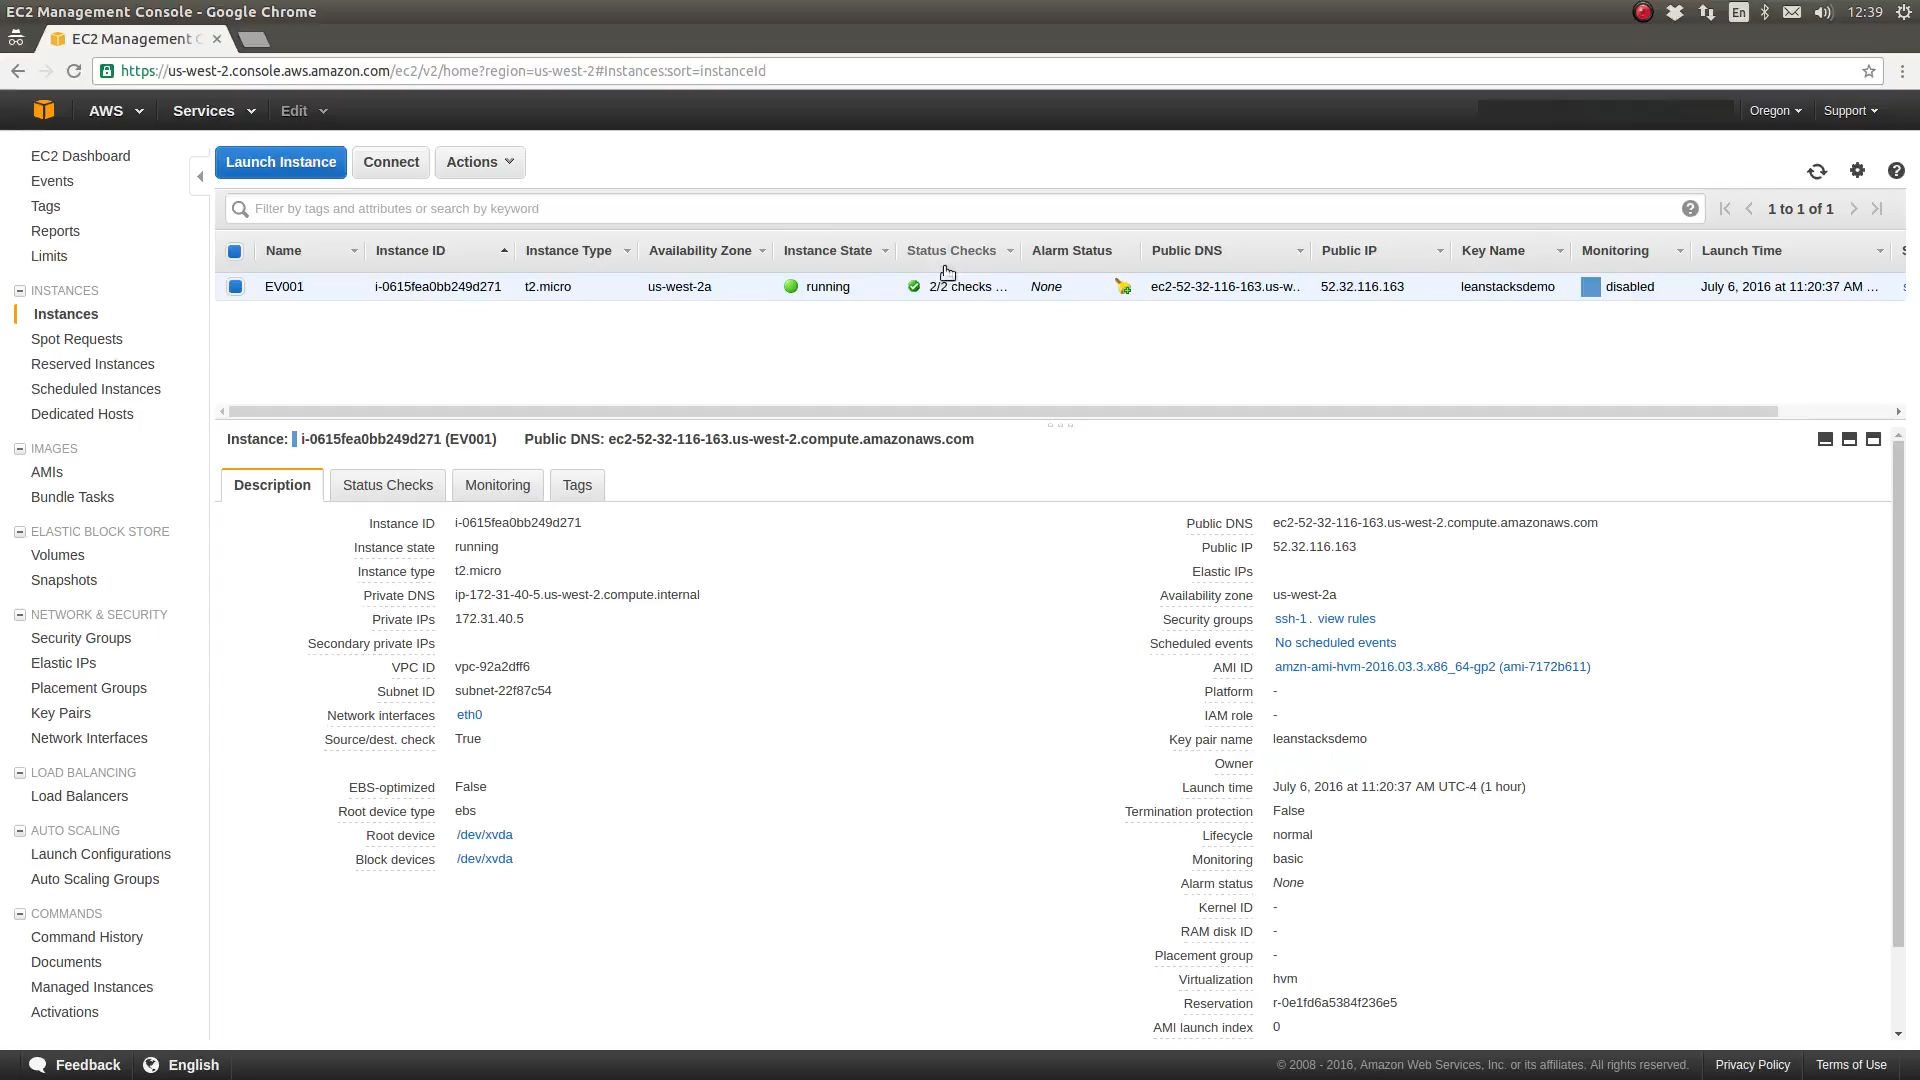 EC2 Management Console - Google Chrome
En
12:39
EC2 Management C
https://us-west-2.console.aws.amazon.com/ec2/v2/home?region=us-west-2#Instances:sort=instanceId
AWS Services Edit Oregon Support
EC2 Dashboard
Events
Tags
Reports
Limits
INSTANCES
Instances
Spot Requests
Reserved Instances
Scheduled Instances
Dedicated Hosts
IMAGES
AMIs
Bundle Tasks
ELASTIC BLOCK STORE
Volumes
Snapshots
NETWORK & SECURITY
Security Groups
Elastic IPs
Placement Groups
Key Pairs
Network Interfaces
LOAD BALANCING
Load Balancers
AUTO SCALING
Launch Configurations
Auto Scaling Groups
COMMANDS
Command History
Documents
Managed Instances
Activations
Launch Instance Connect Actions
Filter by tags and attributes or search by keyword
1 to 1 of 1
Name Instance ID Instance Type Availability Zone Instance State Status Checks Alarm Status Public DNS Public IP Key Name Monitoring Launch Time
EV001 i-0615fea0bb249d271 t2.micro us-west-2a running 2/2 checks ... None ec2-52-32-116-163.us-w.. 52.32.116.163 leanstacksdemo disabled July 6, 2016 at 11:20:37 AM ...
Instance: i-0615fea0bb249d271 (EV001) Public DNS: ec2-52-32-116-163.us-west-2.compute.amazonaws.com
Description Status Checks Monitoring Tags
Instance ID i-0615fea0bb249d271
Instance state running
Instance type t2.micro
Private DNS ip-172-31-40-5.us-west-2.compute.internal
Private IPs 172.31.40.5
Secondary private IPs
VPC ID vpc-92a2dff6
Subnet ID subnet-22f87c54
Network interfaces eth0
Source/dest. check True
EBS-optimized False
Root device type ebs
Root device /dev/xvda
Block devices /dev/xvda
Public DNS ec2-52-32-116-163.us-west-2.compute.amazonaws.com
Public IP 52.32.116.163
Elastic IPs
Availability zone us-west-2a
Security groups ssh-1. view rules
Scheduled events No scheduled events
AMI ID amzn-ami-hvm-2016.03.3.x86_64-gp2 (ami-7172b611)
Platform -
IAM role -
Key pair name leanstacksdemo
Owner
Launch time July 6, 2016 at 11:20:37 AM UTC-4 (1 hour)
Termination protection False
Lifecycle normal
Monitoring basic
Alarm status None
Kernel ID -
RAM disk ID -
Placement group -
Virtualization hvm
Reservation r-0e1fd6a5384f236e5
AMI launch index 0
Feedback English © 2008 - 2016, Amazon Web Services, Inc. or its affiliates. All rights reserved. Privacy Policy Terms of Use